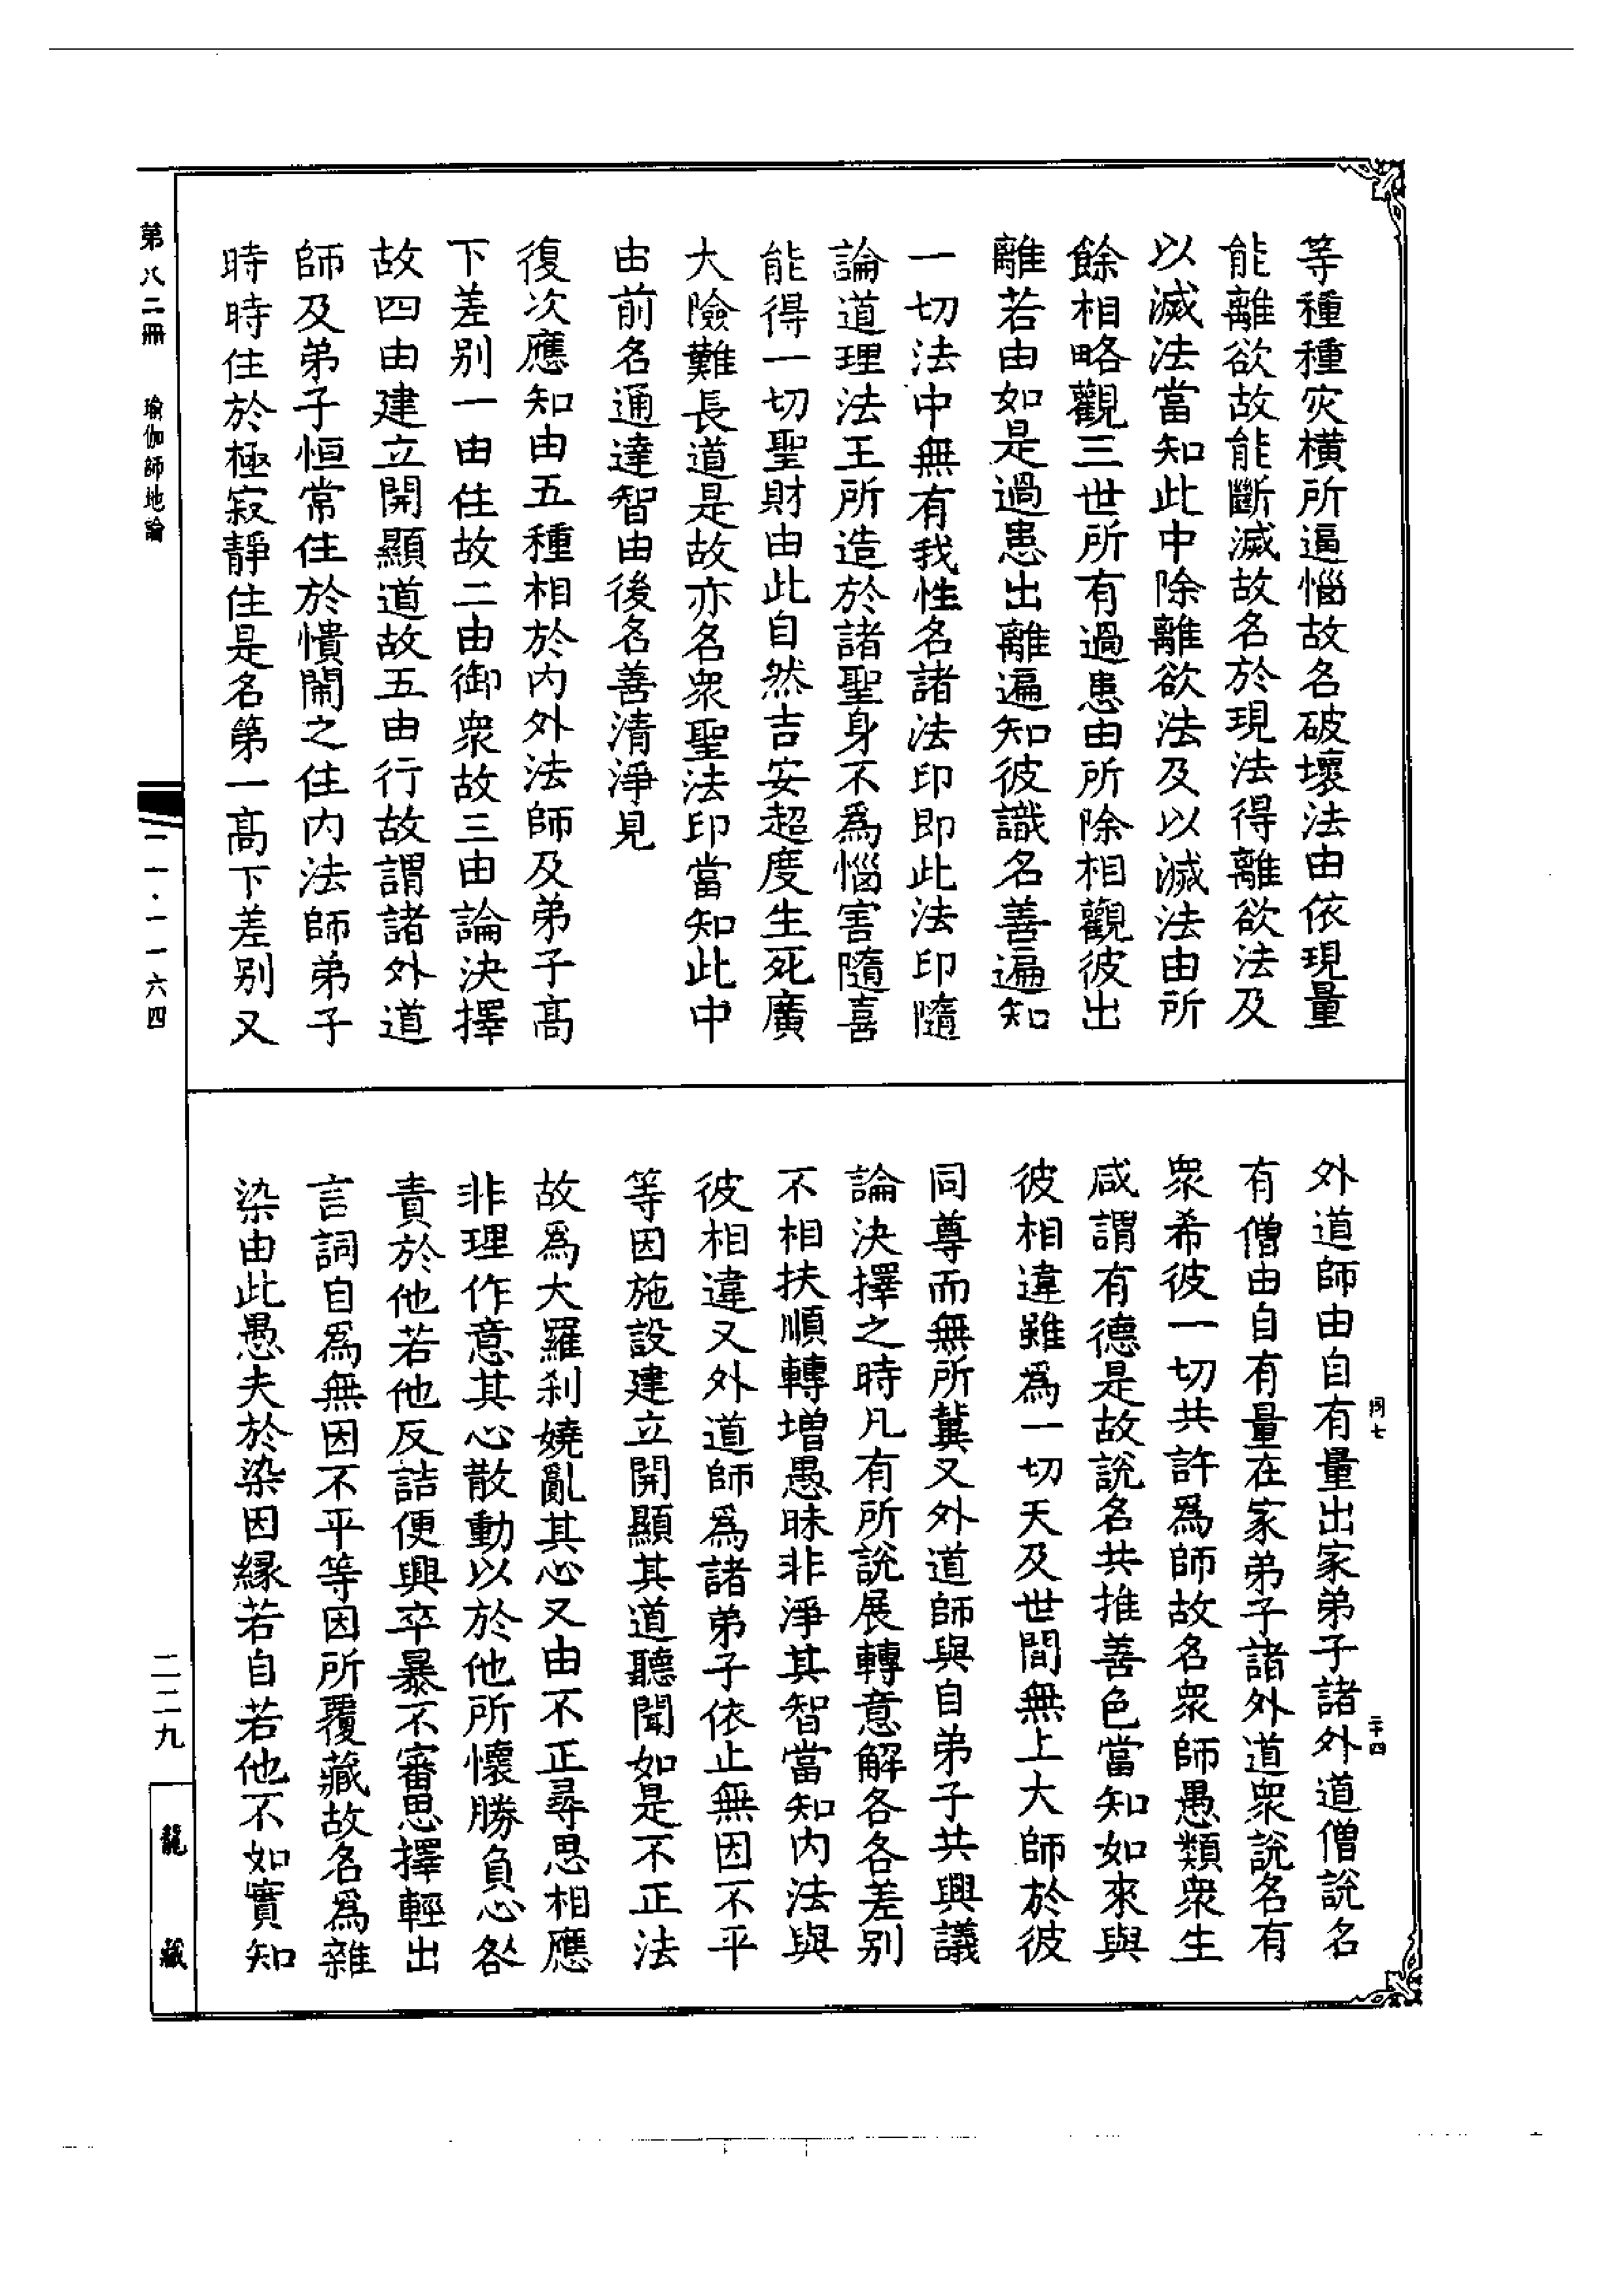 等種種灾橫所逼惱故名破壞法由依現量
能離欲故能斷滅故名於現法得離欲法及
以滅法當知此中除離欲法及以滅法由所
餘相略觀三世所有過患由所除相觀彼出
離若由如是過患出離遍知彼識名善遍知
一切法中無有我性名諸法印即此法印隨
論道理法王所造於諸聖身不爲惱害隨喜
能得一切聖財由此自然吉安超度生死廣
大險難長道是故亦名衆聖法印當知此中
由前名通達智由後名善清淨見
復次應知由五種相於內外法師及弟子高
下差別一由住故二由御衆故三由論決擇
故四由建立開顯道故五由行故謂諸外道
師及弟子恒常住於憒閙之住內法師弟子
時時住於極寂靜住是名第一高下差別又
外道師由自有量出家弟子諸外道僧說名
有僧由自有量在家弟子諸外道衆說名有
衆希彼一切共許爲師故名衆師愚類衆生
咸謂有德是故說名共推善色當知如來與
彼相違雖爲一切天及世間無上大師於彼
同尊而無所冀又外道師與自弟子共興議
論決擇之時凡有所說展轉意解各各差別
不相扶順轉增愚昧非淨其智當知內法與
彼相違又外道師爲諸弟子依止無因不平
等因施設建立開顯其道聽聞如是不正法
故爲大羅刹嬈亂其心又由不正尋思相應
非理作意其心散動以於他所懷勝負心咎
責於他若他反詰便興卒暴不審思擇輕出
言詞自爲無因不平等因所覆藏故名爲雜
染由此愚夫於染因緣若自若他不如實知
同七
二十四
第八二冊
瑜伽師地論
二一·一一六四
二二九
龍藏